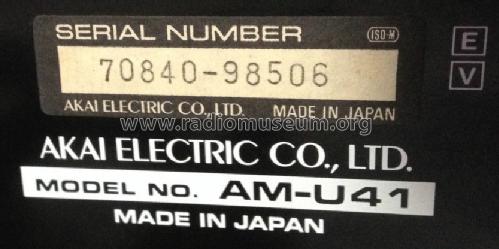 SERIAL NUMBER
ISO-M
70840-98506
AKAI ELECTRIC CO., LTD. MADE IN JAPAN
E
V
www.radiomuseum.org
AKAI ELECTRIC CO., LTD.
MODEL NO. AM-U41
MADE IN JAPAN